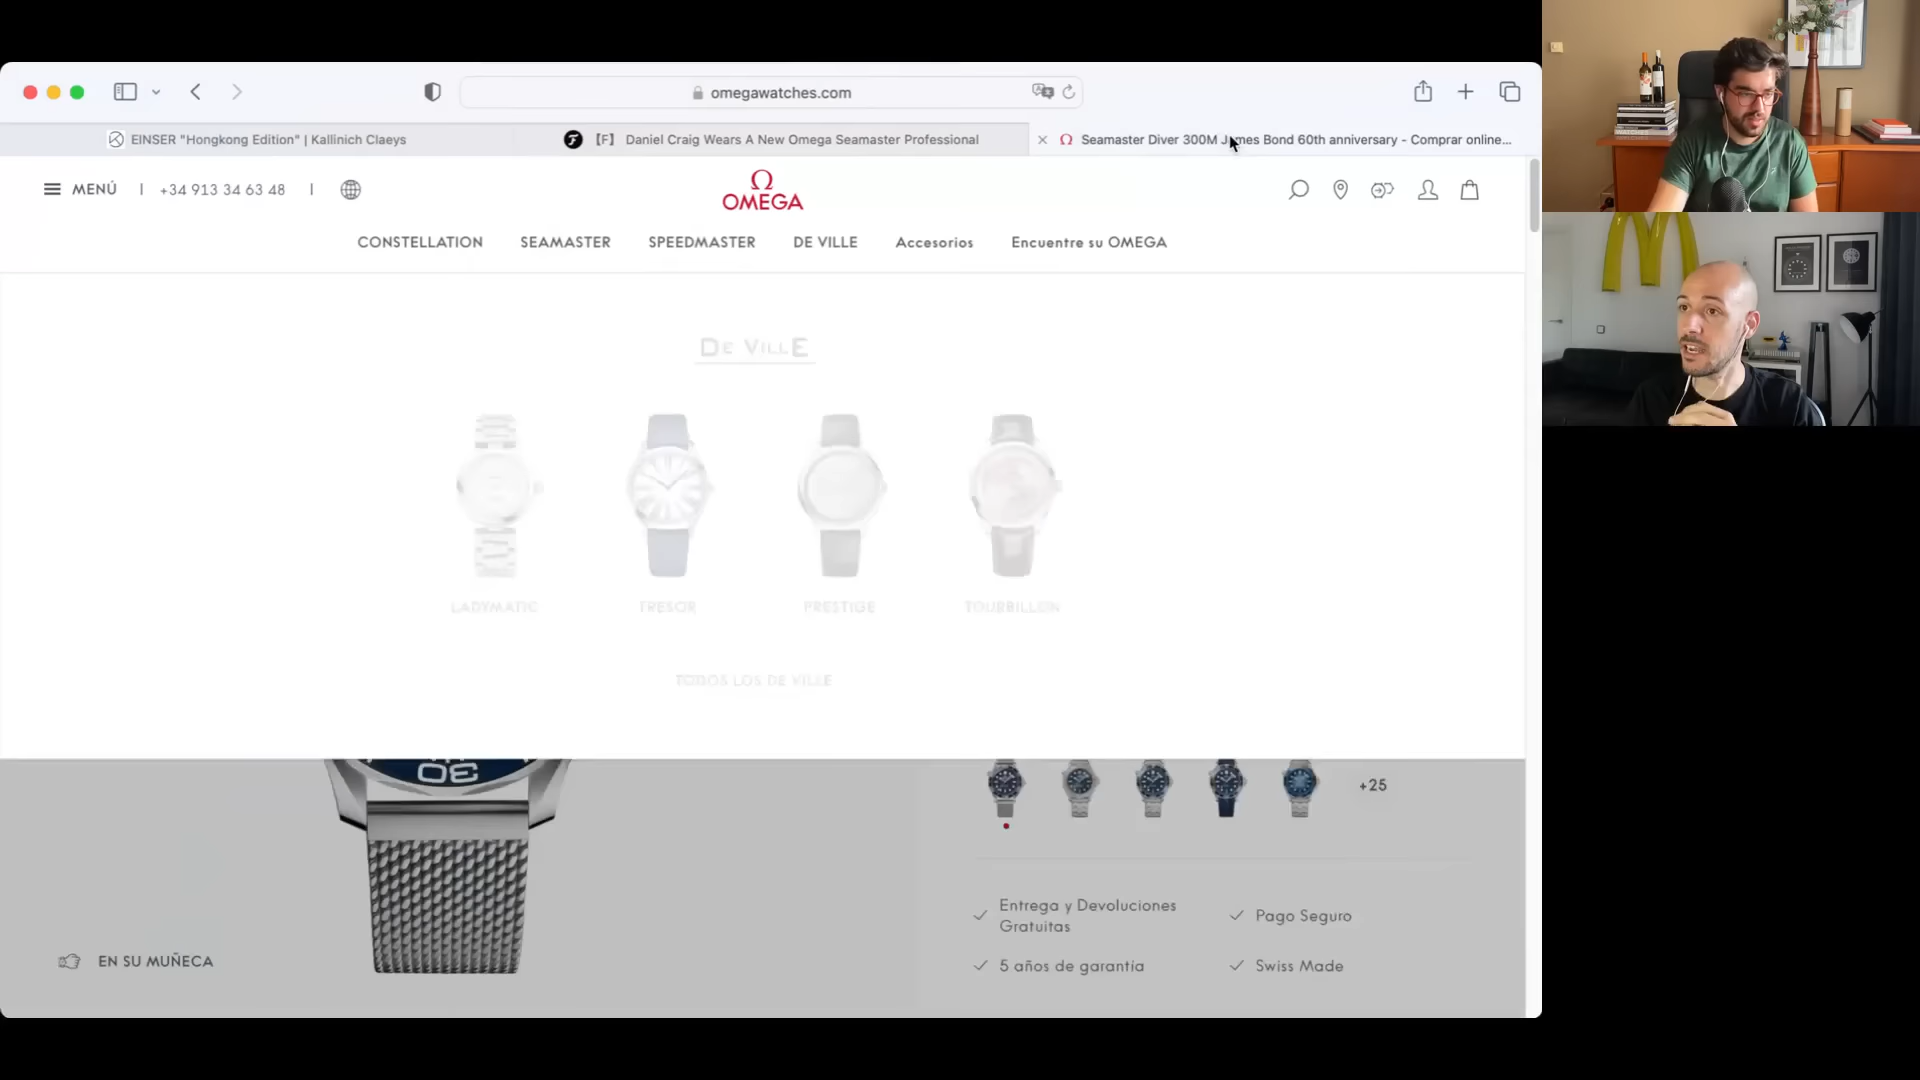 omegawatches.com
EINSER "Hongkong Edition" | Kallinich Claeys
[F] Daniel Craig Wears A New Omega Seamaster Professional
Seamaster Diver 300M James Bond 60th anniversary - Comprar online...
MENÚ | +34 913 34 63 48 |
Ω
OMEGA
CONSTELLATION SEAMASTER SPEEDMASTER DE VILLE Accesorios Encuentre su OMEGA
DE VILLE
LADYMATIC TRESOR PRESTIGE TOURBILLON
TODOS LOS DE VILLE
30
+25
Entrega y Devoluciones
Gratuitas
Pago Seguro
5 años de garantía
Swiss Made
EN SU MUÑECA